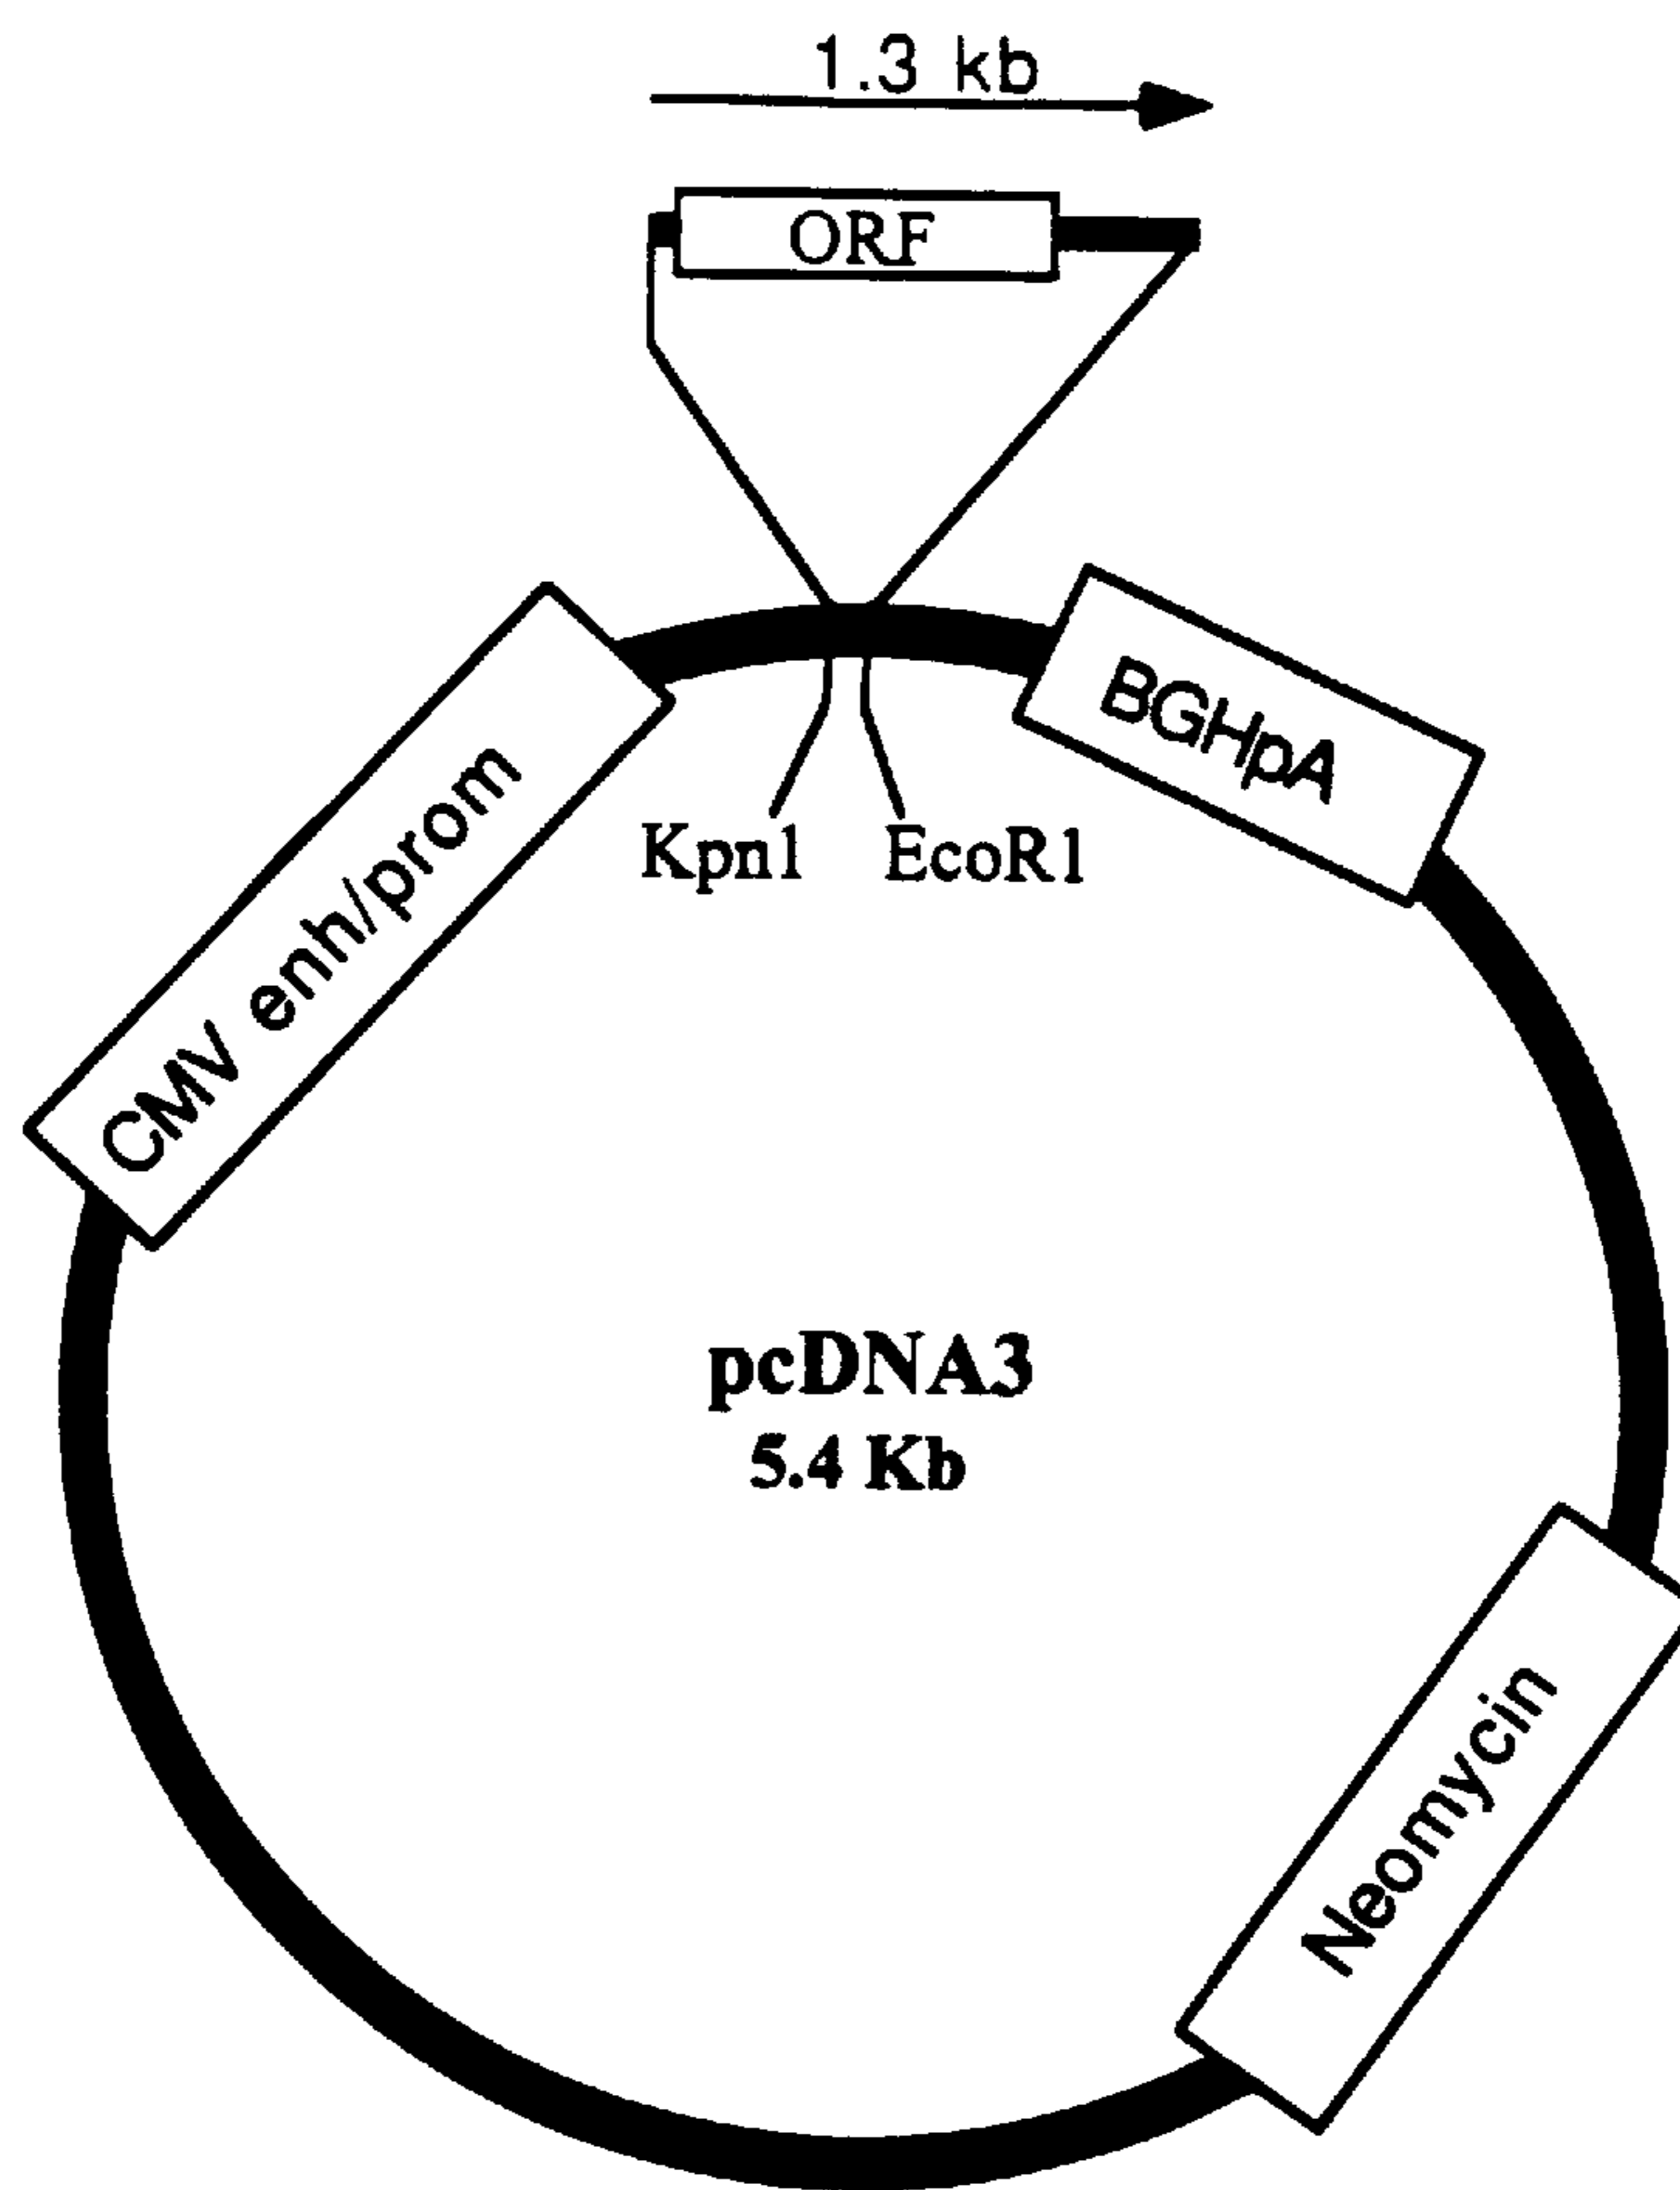 1.3 kb
ORF
CMV enh/prom
BGHpA
Kpn1
EcoR1
pcDNA3
5.4 Kb
Neomycin